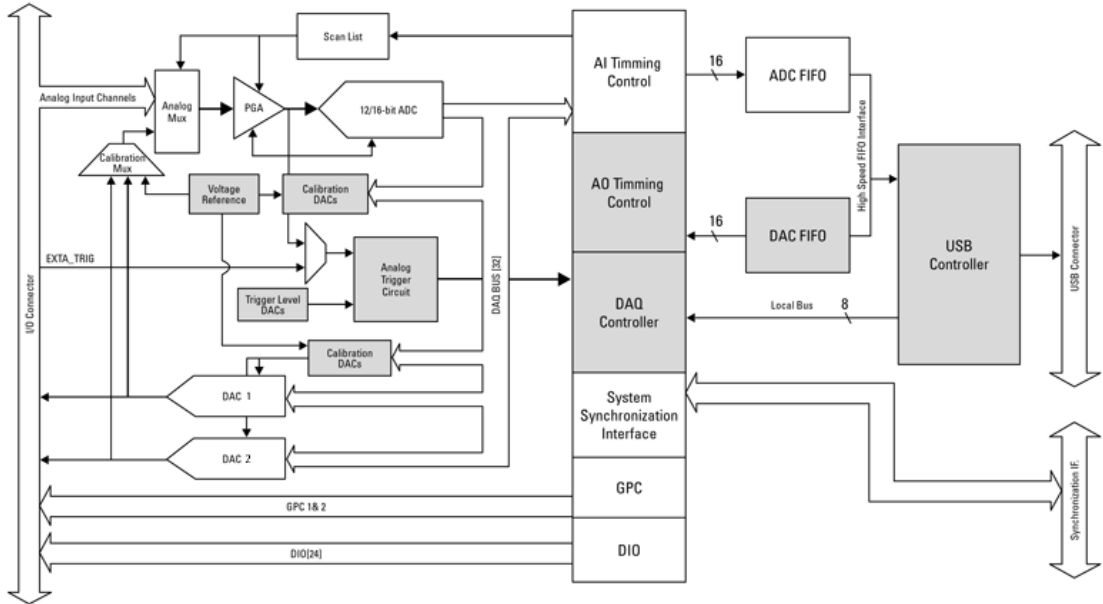 Scan List
AI Timming
Control
16
ADC FIFO
Analog Input Channels
Analog
Mux
PGA
12/16-bit ADC
High Speed FIFO Interface
Calibration
Mux
Voltage
Reference
Calibration
DACs
AO Timming
Control
16
DAC FIFO
USB
Controller
USB Connector
EXTA_TRIG
Analog
Trigger
Circuit
DAQ BUS [32]
I/O Connector
Trigger Level
DACs
DAQ
Controller
Local Bus
8
Calibration
DACs
DAC 1
System
Synchronization
Interface
DAC 2
GPC
GPC 1& 2
Synchronization IF.
DIO[24]
DIO